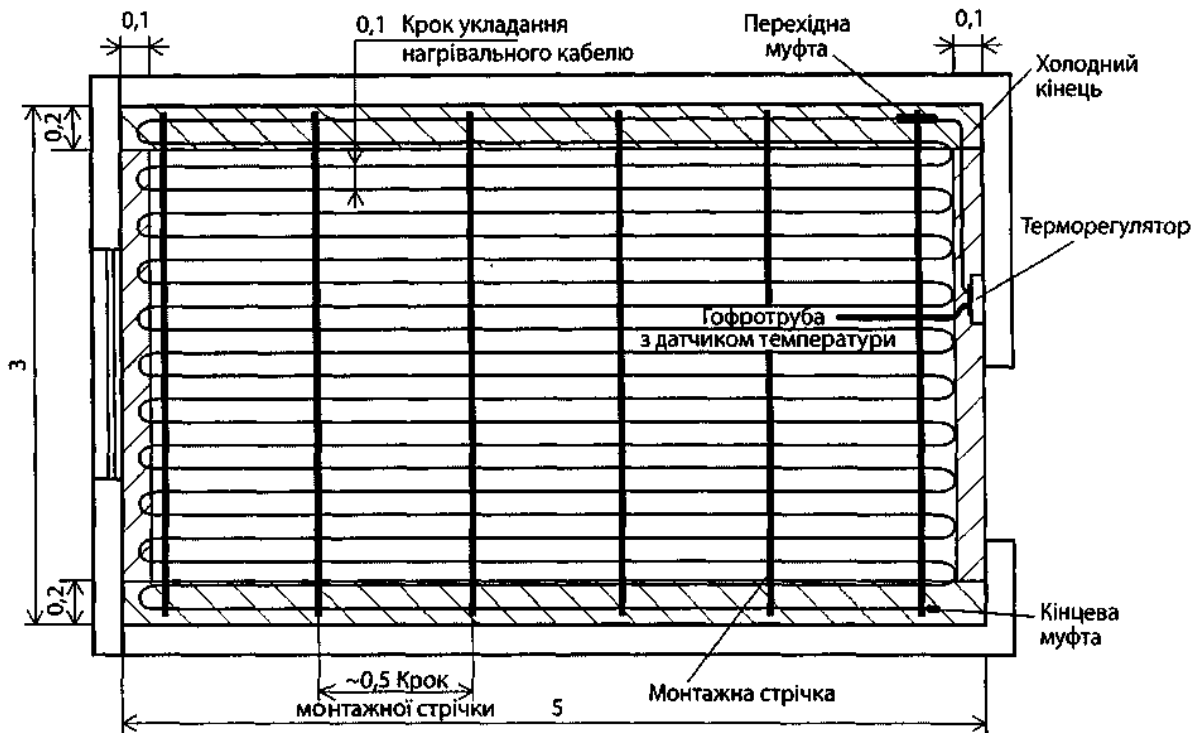 0,1
0,1 Крок укладання
нагрівального кабелю
Перехідна
муфта
0,1
Холодний
кінець
0,2
Терморегулятор
Гофротруба
з датчиком температури
3
0,2
Кінцева
муфта
~0,5 Крок
монтажної стрічки
5
Монтажна стрічка